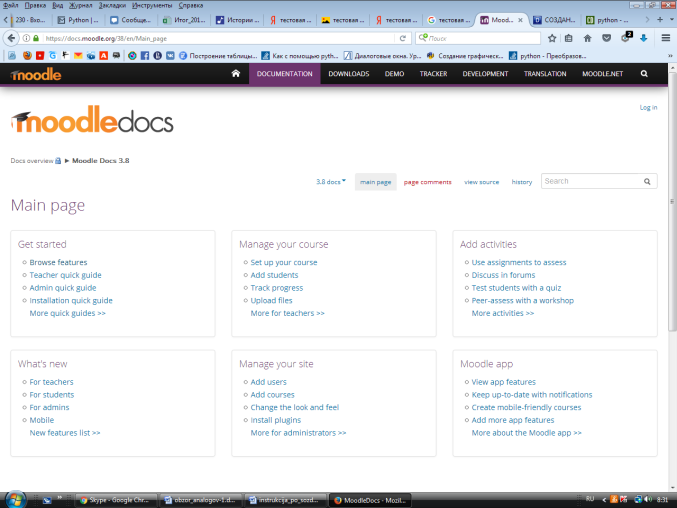 Файл Правка Вид Журнал Закладки Инструменты Справка
230 - Вхо... Python |... Сообще... Итог_201... Истории ... тестовая тестовая тестовая тестовая Mood... СОЗДАН... python - ...
https://docs.moodle.org/38/en/Main_page Поиск 2
Построение таблицы... Как с помощью pyth... Диалоговые окна. Ур... Создание графическ... python - Преобразов...
moodle DOCUMENTATION DOWNLOADS DEMO TRACKER DEVELOPMENT TRANSLATION MOODLE.NET
Log in
moodledocs
Docs overview ► Moodle Docs 3.8
3.8 docs main page page comments view source history Search
Main page
Get started
Browse features
Teacher quick guide
Admin quick guide
Installation quick guide
More quick guides >>
Manage your course
Set up your course
Add students
Track progress
Upload files
More for teachers >>
Add activities
Use assignments to assess
Discuss in forums
Test students with a quiz
Peer-assess with a workshop
More activities >>
What's new
For teachers
For students
For admins
Mobile
New features list >>
Manage your site
Add users
Add courses
Change the look and feel
Install plugins
More for administrators >>
Moodle app
View app features
Keep up-to-date with notifications
Create mobile-friendly courses
Add more app features
More about the Moodle app >>
Skype - Google Chr... obzor_analogov-1.d... instrukcija_po_sozd... MoodleDocs - Mozil... RU 8:31